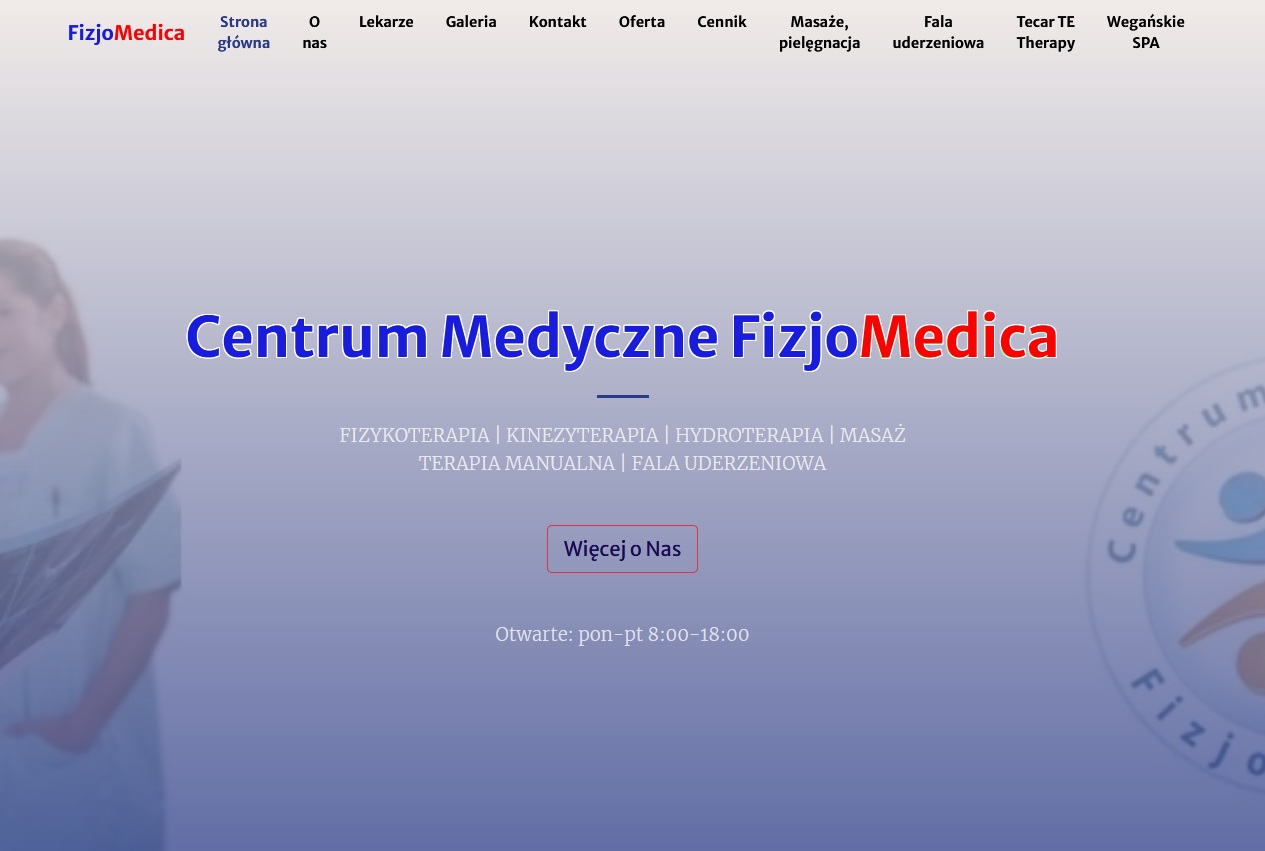 FizjoMedica
Strona
główna
O
nas
Lekarze
Galeria
Kontakt
Oferta
Cennik
Masaże,
pielęgnacja
Fala
uderzeniowa
Tecar TE
Therapy
Wegańskie
SPA
Centrum Medyczne FizjoMedica
FIZYKOTERAPIA | KINEZYTERAPIA | HYDROTERAPIA | MASAŻ
TERAPIA MANUALNA | FALA UDERZENIOWA
Więcej o Nas
Otwarte: pon-pt 8:00-18:00
Centrum
Fizjo